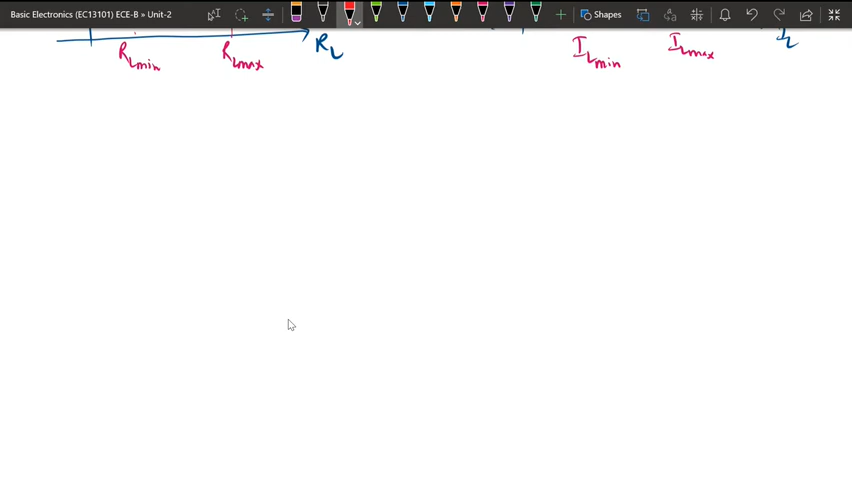 Basic Electronics (EC13101) ECE-B » Unit-2
Shapes
RLmin RLmax RL ILmin ILmax IL